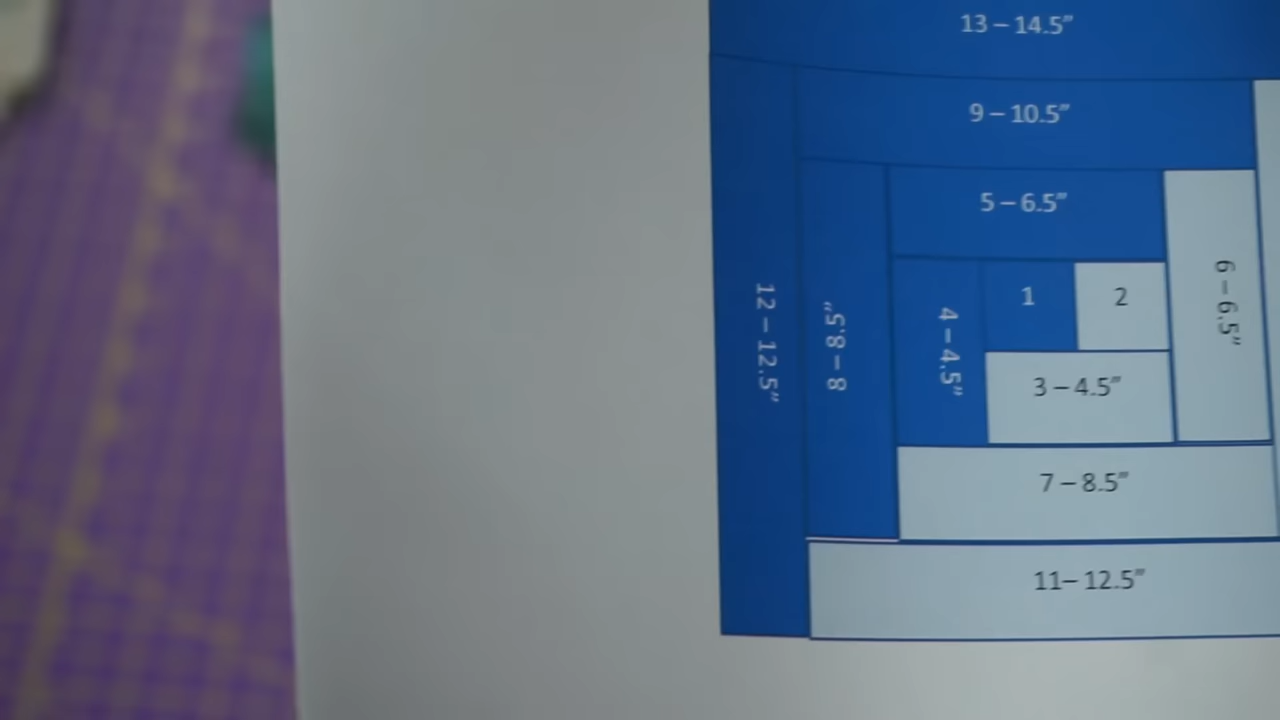 13 – 14.5”
9 – 10.5”
5 – 6.5”
6 – 6.5”
12 – 12.5”
8 – 8.5”
4 – 4.5”
1
2
3 – 4.5”
7 – 8.5”
11– 12.5”